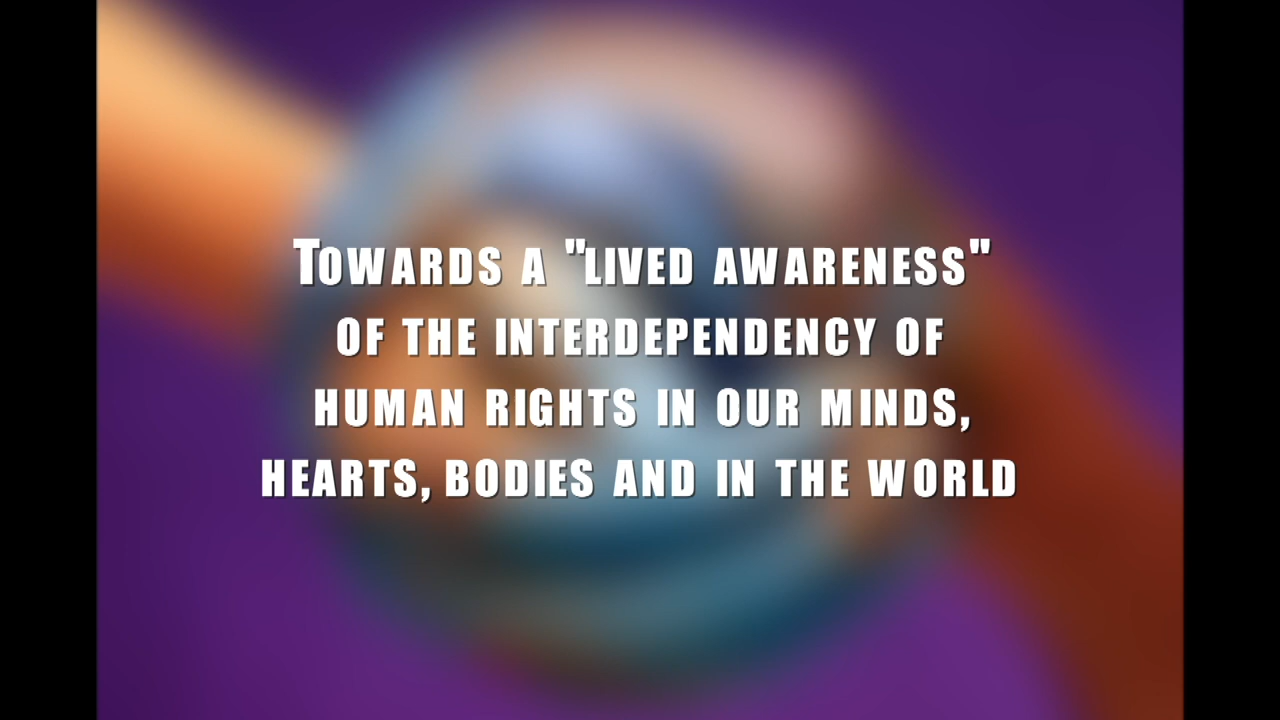 Towards a "lived awareness"
of the interdependency of
human rights in our minds,
hearts, bodies and in the world